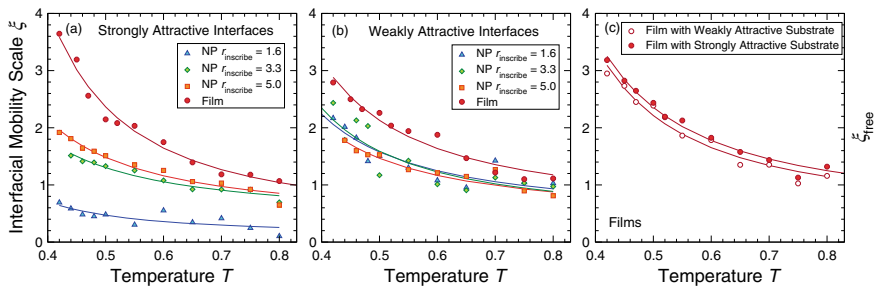 (a) Strongly Attractive Interfaces
NP r_inscribe = 1.6
NP r_inscribe = 3.3
NP r_inscribe = 5.0
Film
Interfacial Mobility Scale ξ
4
3
2
1
0
0.4 0.5 0.6 0.7 0.8
Temperature T
(b) Weakly Attractive Interfaces
NP r_inscribe = 1.6
NP r_inscribe = 3.3
NP r_inscribe = 5.0
Film
4
3
2
1
0
0.4 0.5 0.6 0.7 0.8
Temperature T
(c)
Film with Weakly Attractive Substrate
Film with Strongly Attractive Substrate
Films
4
3
2
1
0
0.4 0.5 0.6 0.7 0.8
Temperature T
ξ_free